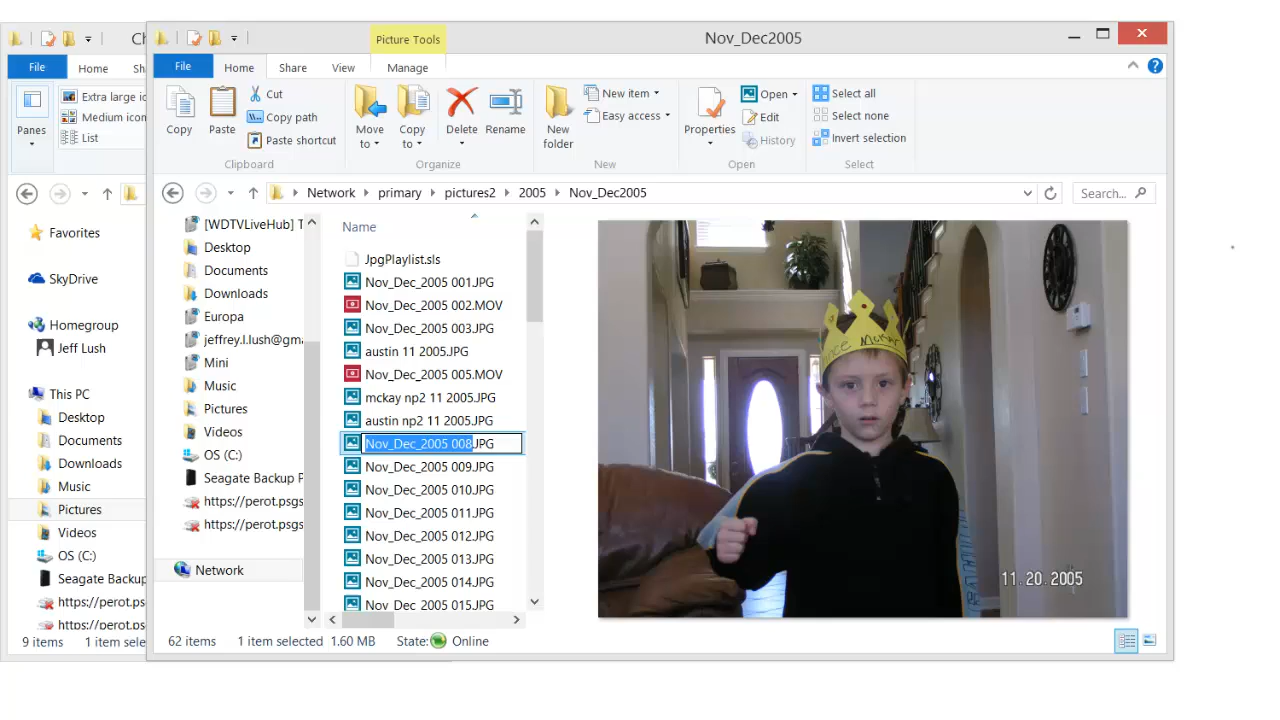 Ch
Picture Tools
Nov_Dec2005
File
Home
Sh
File
Home
Share
View
Manage
Panes
Extra large ic
Medium icon
List
Copy
Paste
Cut
Copy path
Paste shortcut
Clipboard
Move to
Copy to
Delete
Rename
Organize
New folder
New item
Easy access
New
Properties
Open
Edit
History
Open
Select all
Select none
Invert selection
Select
Network
primary
pictures2
2005
Nov_Dec2005
Search...
Favorites
SkyDrive
Homegroup
Jeff Lush
This PC
Desktop
Documents
Downloads
Music
Pictures
Videos
OS (C:)
Seagate Backup
https://perot.ps
https://perot.ps
9 items
1 item sele
[WDTVLiveHub] T
Desktop
Documents
Downloads
Europa
jeffrey.l.lush@gma
Mini
Music
Pictures
Videos
OS (C:)
Seagate Backup P
https://perot.psgs
https://perot.psgs
Network
Name
JpgPlaylist.sls
Nov_Dec_2005 001.JPG
Nov_Dec_2005 002.MOV
Nov_Dec_2005 003.JPG
austin 11 2005.JPG
Nov_Dec_2005 005.MOV
mckay np2 11 2005.JPG
austin np2 11 2005.JPG
Nov_Dec_2005 008.JPG
Nov_Dec_2005 009.JPG
Nov_Dec_2005 010.JPG
Nov_Dec_2005 011.JPG
Nov_Dec_2005 012.JPG
Nov_Dec_2005 013.JPG
Nov_Dec_2005 014.JPG
Nov_Dec_2005 015.JPG
11.20.2005
62 items
1 item selected
1.60 MB
State:
Online